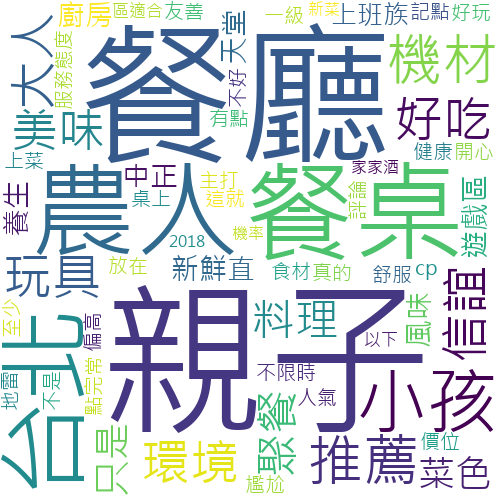 廚房
區適合
友善
一級
新菜
上班族
記點
好玩
大人
服務態度
餐廳
天堂
不好
有點
機材
美味
好吃
上菜
健康
開心
養生
農人
中正
桌上
主打
這就
餐桌
家家酒
評論
遊戲區
2018
機率
玩具
放在
新鮮直
食材
真的
舒服
cp
信誼
至少
台北
偏高
親子
料理
風味
以下
地雷
不是
點完常
不限時
人氣
小孩
只是
環境
聚餐
尷尬
推薦
價位
菜色